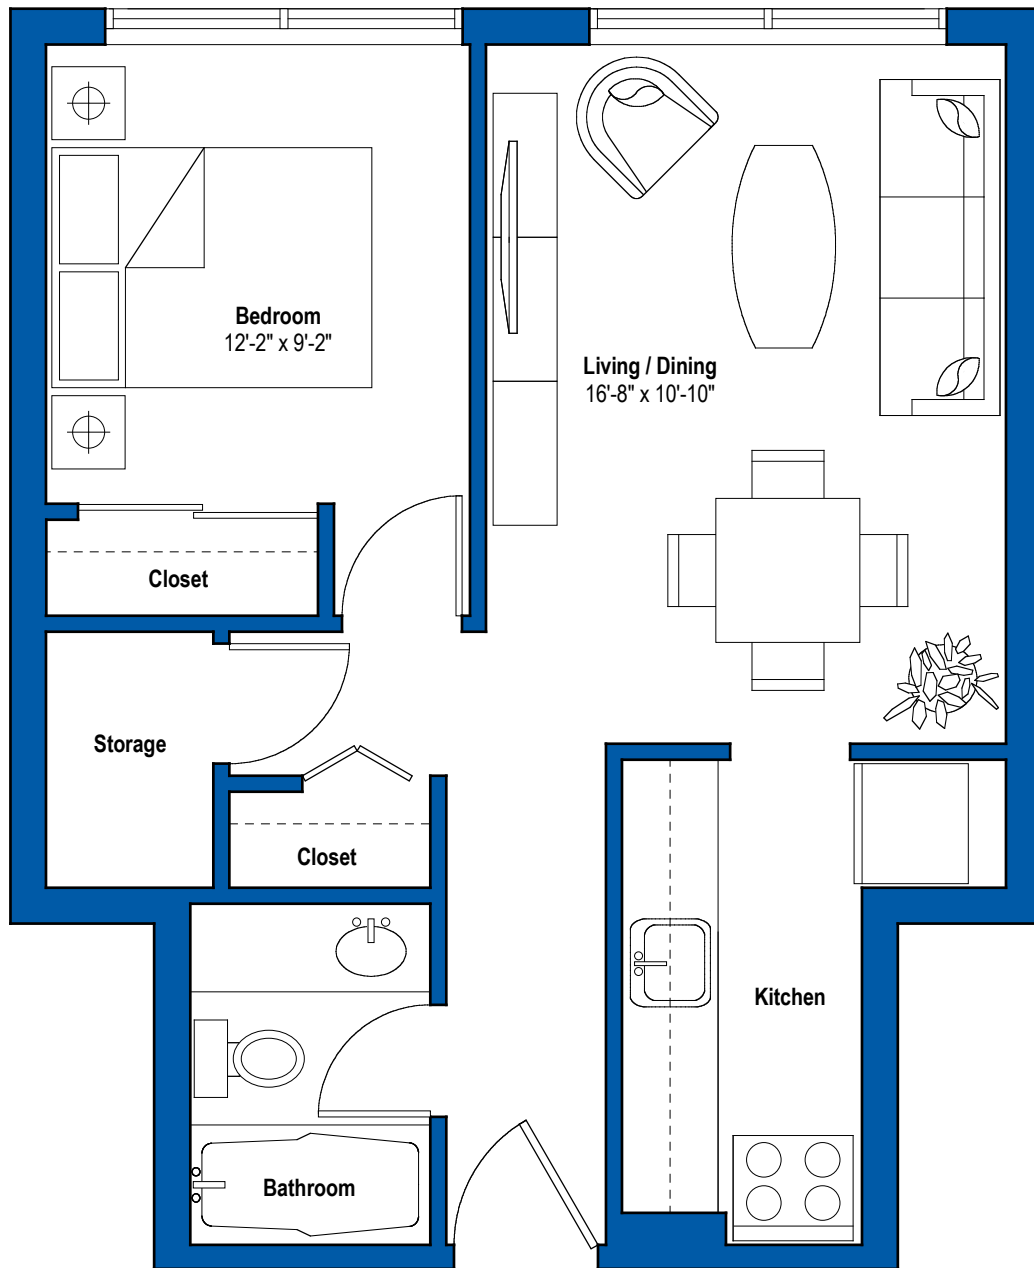 Bedroom
12'-2" x 9'-2"
Living / Dining
16'-8" x 10'-10"
Closet
Storage
Closet
Kitchen
Bathroom